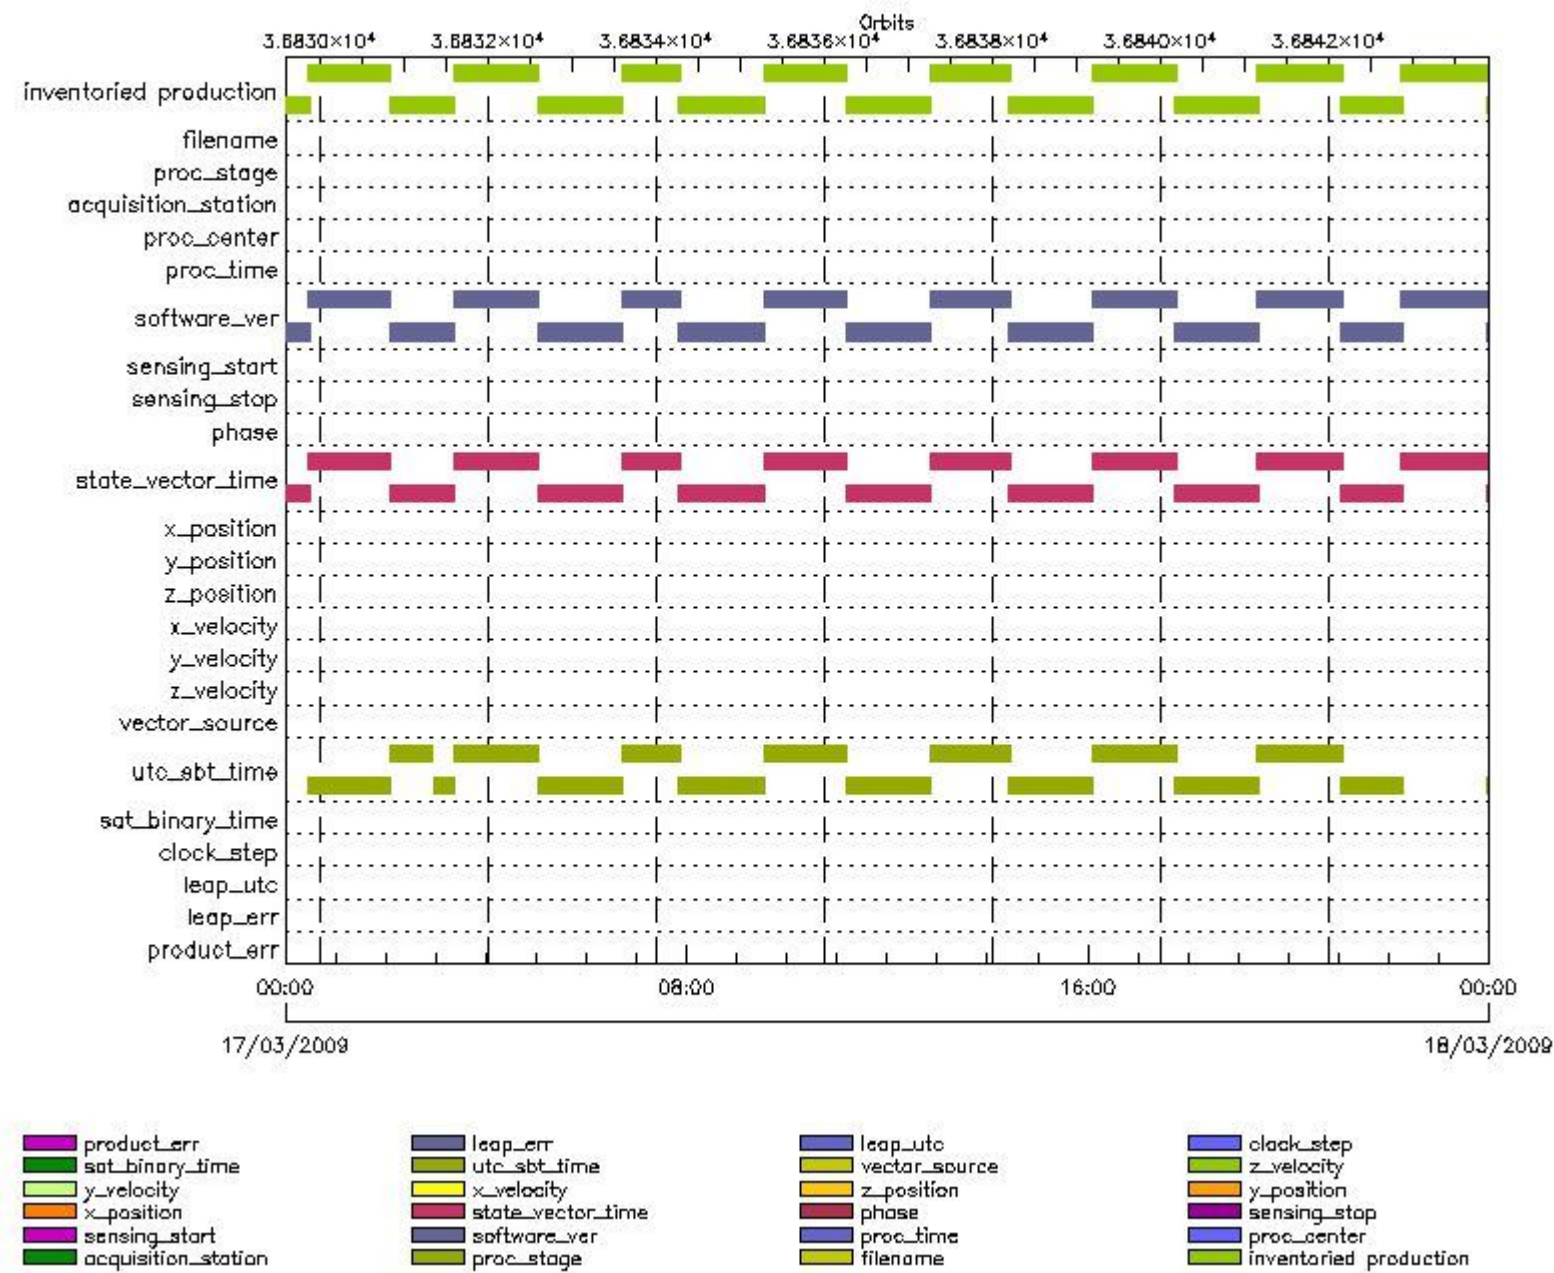 Orbits
3.6830×10⁴ 3.6832×10⁴ 3.6834×10⁴ 3.6836×10⁴ 3.6838×10⁴ 3.6840×10⁴ 3.6842×10⁴
inventoried production
filename
proc_stage
acquisition_station
proc_center
proc_time
software_ver
sensing_start
sensing_stop
phase
state_vector_time
x_position
y_position
z_position
x_velocity
y_velocity
z_velocity
vector_source
utc_sbt_time
sat_binary_time
clock_step
leap_utc
leap_err
product_err
00:00 08:00 16:00 00:00
17/03/2009 18/03/2009
product_err leap_err leap_utc clock_step
sat_binary_time utc_sbt_time vector_source z_velocity
y_velocity x_velocity z_position y_position
x_position state_vector_time phase sensing_stop
sensing_start software_ver proc_time proc_center
acquisition_station proc_stage filename inventoried production